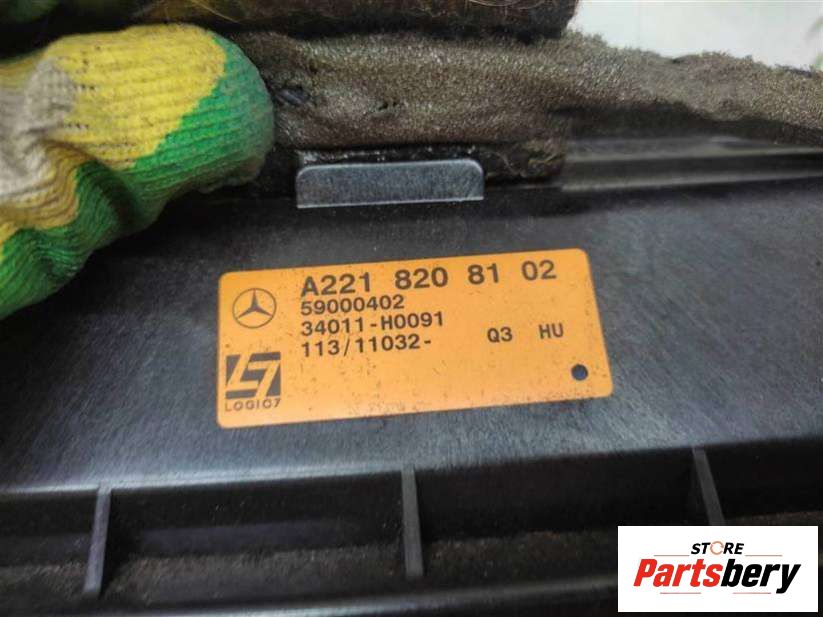 A221 820 81 02
59000402
34011-H0091
113/11032- Q3 HU
LOGIC7
STORE
Partsbery